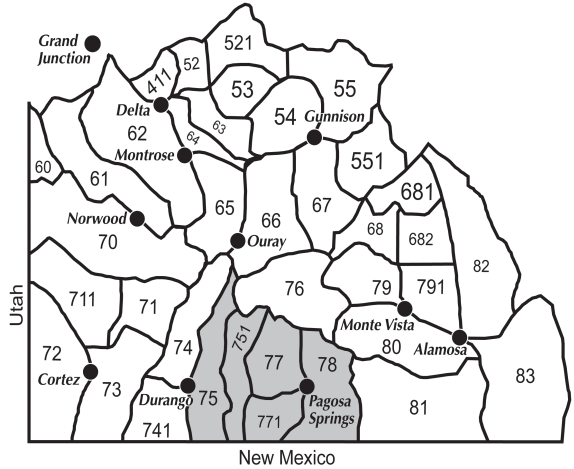 Grand
Junction
521
52
411
53
55
Delta
54
Gunnison
62
63
64
Montrose
551
60
61
681
Norwood
65
66
67
68
682
70
Ouray
82
76
79
791
711
71
751
Monte Vista
Utah
72
74
77
78
80
Alamosa
Cortez
73
Durango
75
Pagosa
Springs
83
741
771
81
New Mexico